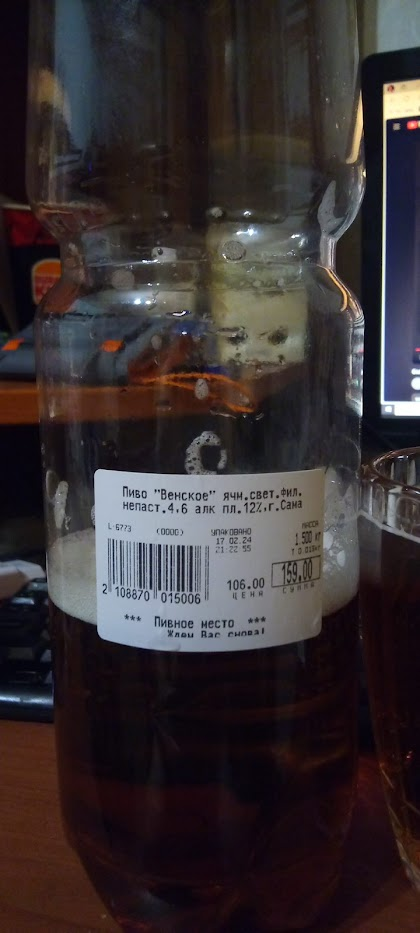 Пиво "Венское" ячм.свет.фил.
непаст.4,6 алк пл.12%,г.Сама
L-6773 (0000) УПАКОВАНО МАССА
17.02.24 1,500 кг
21:22 55
106.00 159.00
ЦЕНА СУММА
2 108870 015006
*** Пивное место ***
Ждем Вас снова!